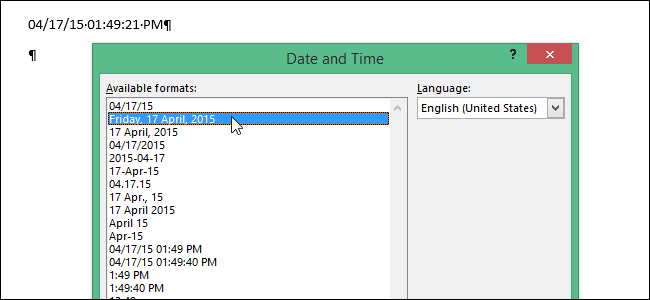 04/17/15·01:49:21·PM¶
¶
Date and Time
?
Available formats:
Language:
04/17/15
English (United States)
Friday, 17 April, 2015
17 April, 2015
04/17/2015
2015-04-17
17-Apr-15
04.17.15
17 Apr., 15
17 April 2015
April 15
Apr-15
04/17/15 01:49 PM
04/17/15 01:49:40 PM
1:49 PM
1:49:40 PM